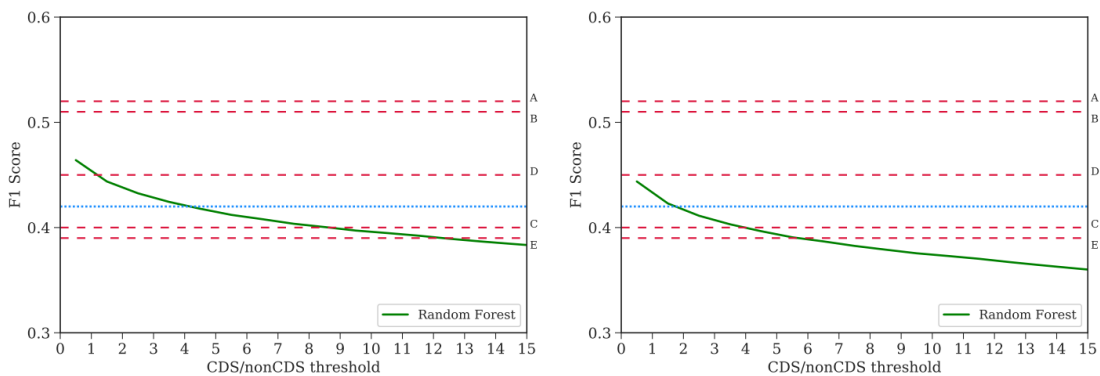 0.6
0.5
0.4
0.3
F1 Score
A
B
D
C
E
Random Forest
0 1 2 3 4 5 6 7 8 9 10 11 12 13 14 15
CDS/nonCDS threshold
0.6
0.5
0.4
0.3
F1 Score
A
B
D
C
E
Random Forest
0 1 2 3 4 5 6 7 8 9 10 11 12 13 14 15
CDS/nonCDS threshold